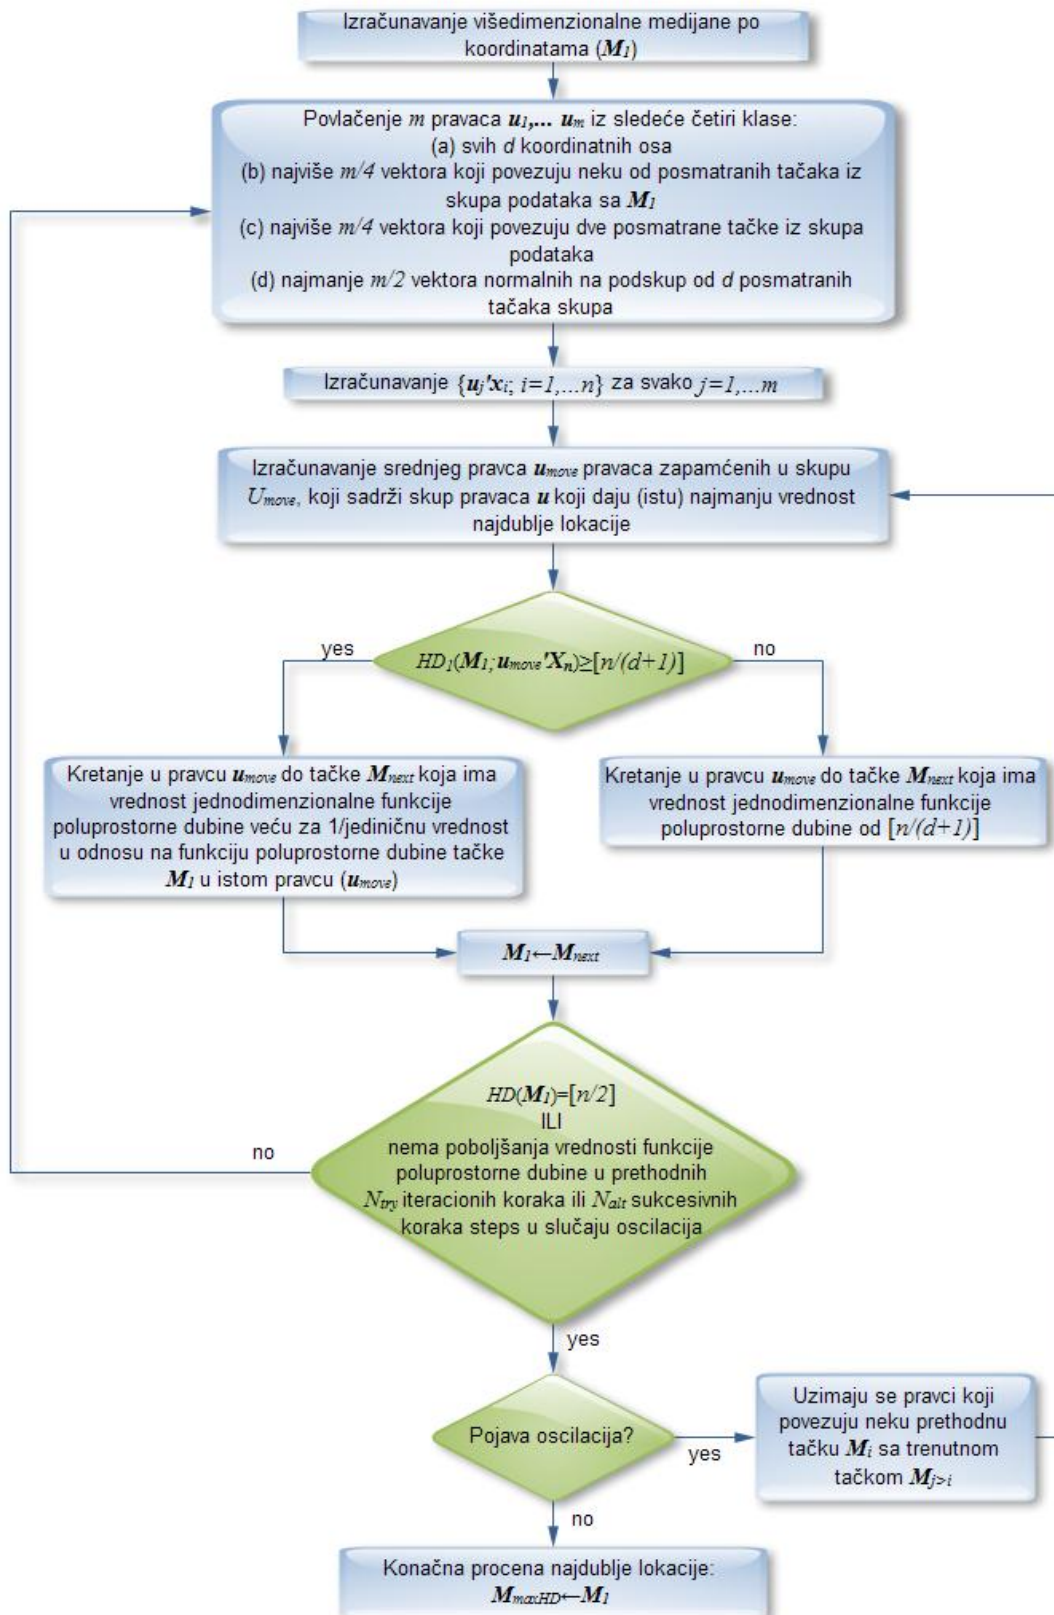 Izračunavanje višedimenzionalne medijane po
koordinatama (M1)
Povlačenje m pravaca u1,... um iz sledeće četiri klase:
(a) svih d koordinatnih osa
(b) najviše m/4 vektora koji povezuju neku od posmatranih tačaka iz
skupa podataka sa M1
(c) najviše m/4 vektora koji povezuju dve posmatrane tačke iz skupa
podataka
(d) najmanje m/2 vektora normalnih na podskup od d posmatranih
tačaka skupa
Izračunavanje {uj'xi; i=1,...n} za svako j=1,...m
Izračunavanje srednjeg pravca umove pravaca zapamćenih u skupu
Umove, koji sadrži skup pravaca u koji daju (istu) najmanju vrednost
najdublje lokacije
yes
HD1(M1; umove'Xn)≥[n/(d+1)]
no
Kretanje u pravcu umove do tačke Mnext koja ima
vrednost jednodimenzionalne funkcije
poluprostorne dubine veću za 1/jediničnu vrednost
u odnosu na funkciju poluprostorne dubine tačke
M1 u istom pravcu (umove)
Kretanje u pravcu umove do tačke Mnext koja ima
vrednost jednodimenzionalne funkcije
poluprostorne dubine od [n/(d+1)]
M1←Mnext
HD(M1)=[n/2]
ILI
nema poboljšanja vrednosti funkcije
poluprostorne dubine u prethodnih
Ntry iteracionih koraka ili Nalt sukcesivnih
koraka steps u slučaju oscilacija
no
yes
Pojava oscilacija?
yes
Uzimaju se pravci koji
povezuju neku prethodnu
tačku Mi sa trenutnom
tačkom Mj>i
no
Konačna procena najdublje lokacije:
MmaxHD←M1